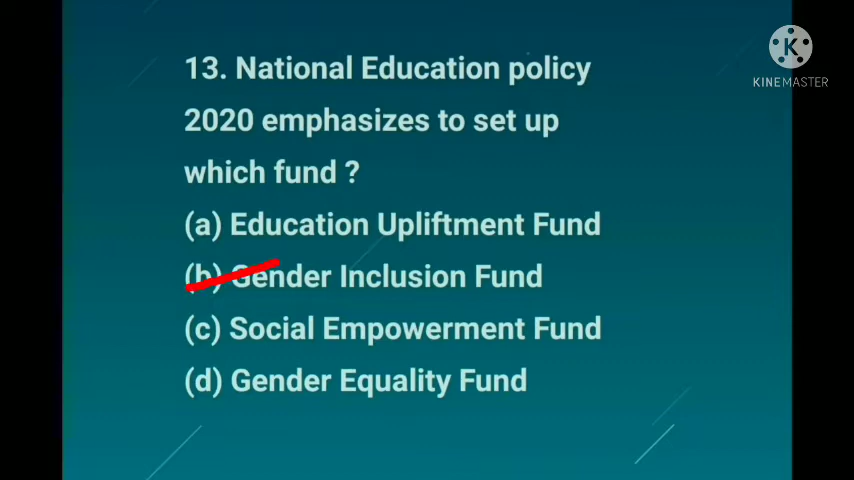 13. National Education policy
2020 emphasizes to set up
which fund ?
(a) Education Upliftment Fund
(b) Gender Inclusion Fund
(c) Social Empowerment Fund
(d) Gender Equality Fund
K
KINEMASTER